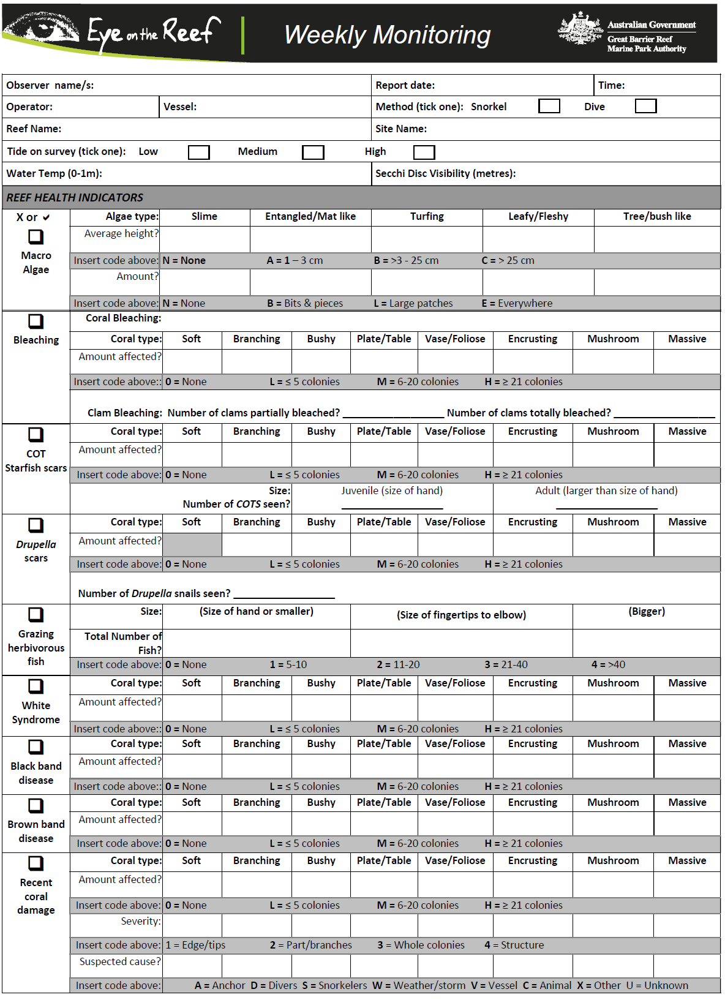 Eye on the Reef
Weekly Monitoring
Australian Government
Great Barrier Reef
Marine Park Authority
Observer name/s: Report date: Time:
Operator: Vessel: Method (tick one): Snorkel Dive
Reef Name: Site Name:
Tide on survey (tick one): Low Medium High
Water Temp (0-1m): Secchi Disc Visibility (metres):
REEF HEALTH INDICATORS
X or ✓ Algae type: Slime Entangled/Mat like Turfing Leafy/Fleshy Tree/bush like
Average height?
Macro
Algae
Insert code above: N = None A = 1 – 3 cm B = >3 - 25 cm C = > 25 cm
Amount?
Insert code above: N = None B = Bits & pieces L = Large patches E = Everywhere
Coral Bleaching:
Bleaching Coral type: Soft Branching Bushy Plate/Table Vase/Foliose Encrusting Mushroom Massive
Amount affected?
Insert code above:: 0 = None L = ≤ 5 colonies M = 6-20 colonies H = ≥ 21 colonies
Clam Bleaching: Number of clams partially bleached? __________________ Number of clams totally bleached? __________________
Coral type: Soft Branching Bushy Plate/Table Vase/Foliose Encrusting Mushroom Massive
COT
Starfish scars
Amount affected?
Insert code above: 0 = None L = ≤ 5 colonies M = 6-20 colonies H = ≥ 21 colonies
Size: Juvenile (size of hand) Adult (larger than size of hand)
Number of COTS seen? __________________ __________________
Coral type: Soft Branching Bushy Plate/Table Vase/Foliose Encrusting Mushroom Massive
Drupella
scars
Amount affected?
Insert code above: 0 = None L = ≤ 5 colonies M = 6-20 colonies H = ≥ 21 colonies
Number of Drupella snails seen? __________________
Size: (Size of hand or smaller) (Size of fingertips to elbow) (Bigger)
Grazing
herbivorous
fish
Total Number of
Fish?
Insert code above: 0 = None 1 = 5-10 2 = 11-20 3 = 21-40 4 = >40
Coral type: Soft Branching Bushy Plate/Table Vase/Foliose Encrusting Mushroom Massive
White
Syndrome
Amount affected?
Insert code above:: 0 = None L = ≤ 5 colonies M = 6-20 colonies H = ≥ 21 colonies
Coral type: Soft Branching Bushy Plate/Table Vase/Foliose Encrusting Mushroom Massive
Black band
disease
Amount affected?
Insert code above:: 0 = None L = ≤ 5 colonies M = 6-20 colonies H = ≥ 21 colonies
Coral type: Soft Branching Bushy Plate/Table Vase/Foliose Encrusting Mushroom Massive
Brown band
disease
Amount affected?
Insert code above: 0 = None L = ≤ 5 colonies M = 6-20 colonies H = ≥ 21 colonies
Coral type: Soft Branching Bushy Plate/Table Vase/Foliose Encrusting Mushroom Massive
Recent
coral
damage
Amount affected?
Insert code above: 0 = None L = ≤ 5 colonies M = 6-20 colonies H = ≥ 21 colonies
Severity:
Insert code above: 1 = Edge/tips 2 = Part/branches 3 = Whole colonies 4 = Structure
Suspected cause?
Insert code above: A = Anchor D = Divers S = Snorkelers W = Weather/storm V = Vessel C = Animal X = Other U = Unknown